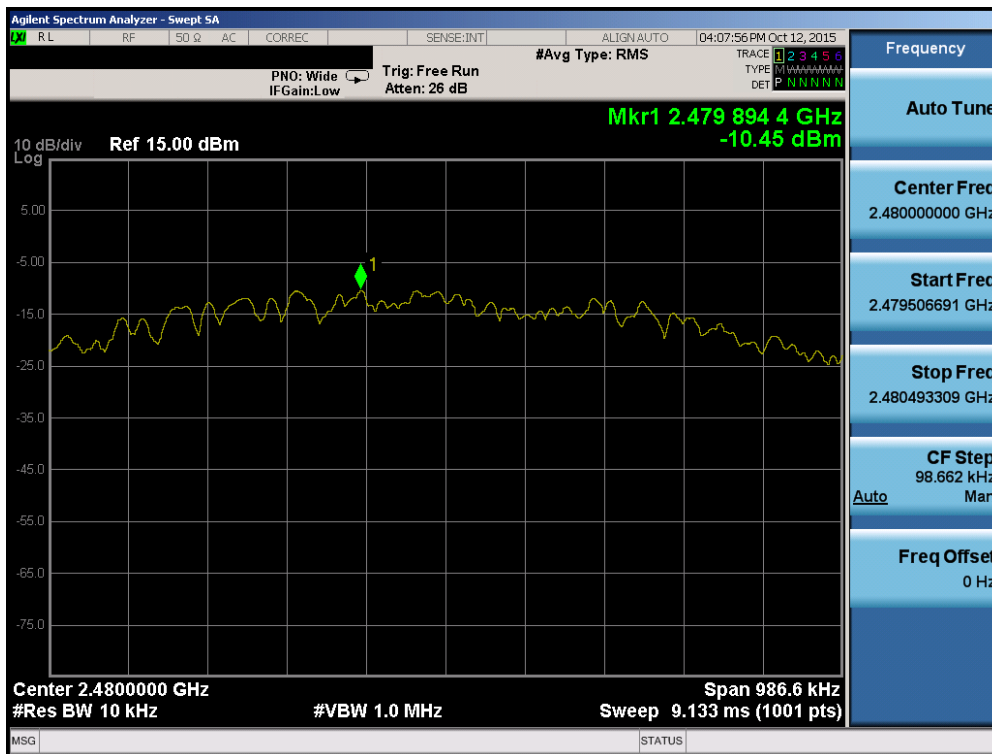 Agilent Spectrum Analyzer - Swept SA
LXI RL RF 50 Ω AC CORREC SENSE:INT ALIGNAUTO 04:07:56PM Oct 12, 2015
#Avg Type: RMS TRACE 1 2 3 4 5 6
PNO: Wide Trig: Free Run TYPE M WWWWW
IFGain:Low Atten: 26 dB DET P N N N N N
Mkr1 2.479 894 4 GHz
-10.45 dBm
10 dB/div Ref 15.00 dBm
Log
5.00
-5.00
1
-15.0
-25.0
-35.0
-45.0
-55.0
-65.0
-75.0
Center 2.4800000 GHz Span 986.6 kHz
#Res BW 10 kHz #VBW 1.0 MHz Sweep 9.133 ms (1001 pts)
MSG STATUS
Frequency
Auto Tune
Center Freq
2.480000000 GHz
Start Freq
2.479506691 GHz
Stop Freq
2.480493309 GHz
CF Step
98.662 kHz
Auto Man
Freq Offset
0 Hz